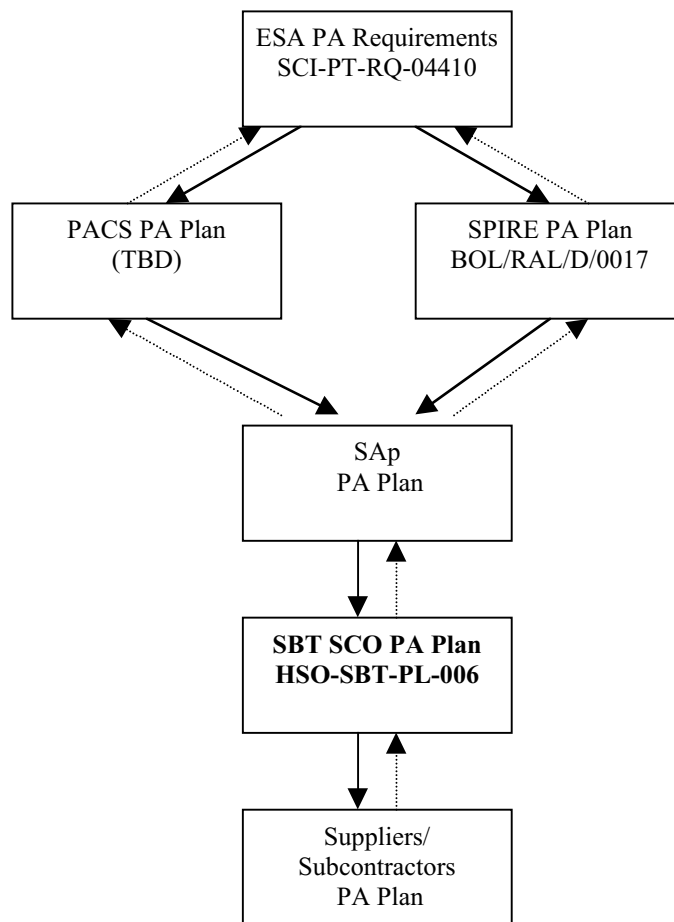 ESA PA Requirements
SCI-PT-RQ-04410
PACS PA Plan
(TBD)
SPIRE PA Plan
BOL/RAL/D/0017
SAp
PA Plan
SBT SCO PA Plan
HSO-SBT-PL-006
Suppliers/
Subcontractors
PA Plan